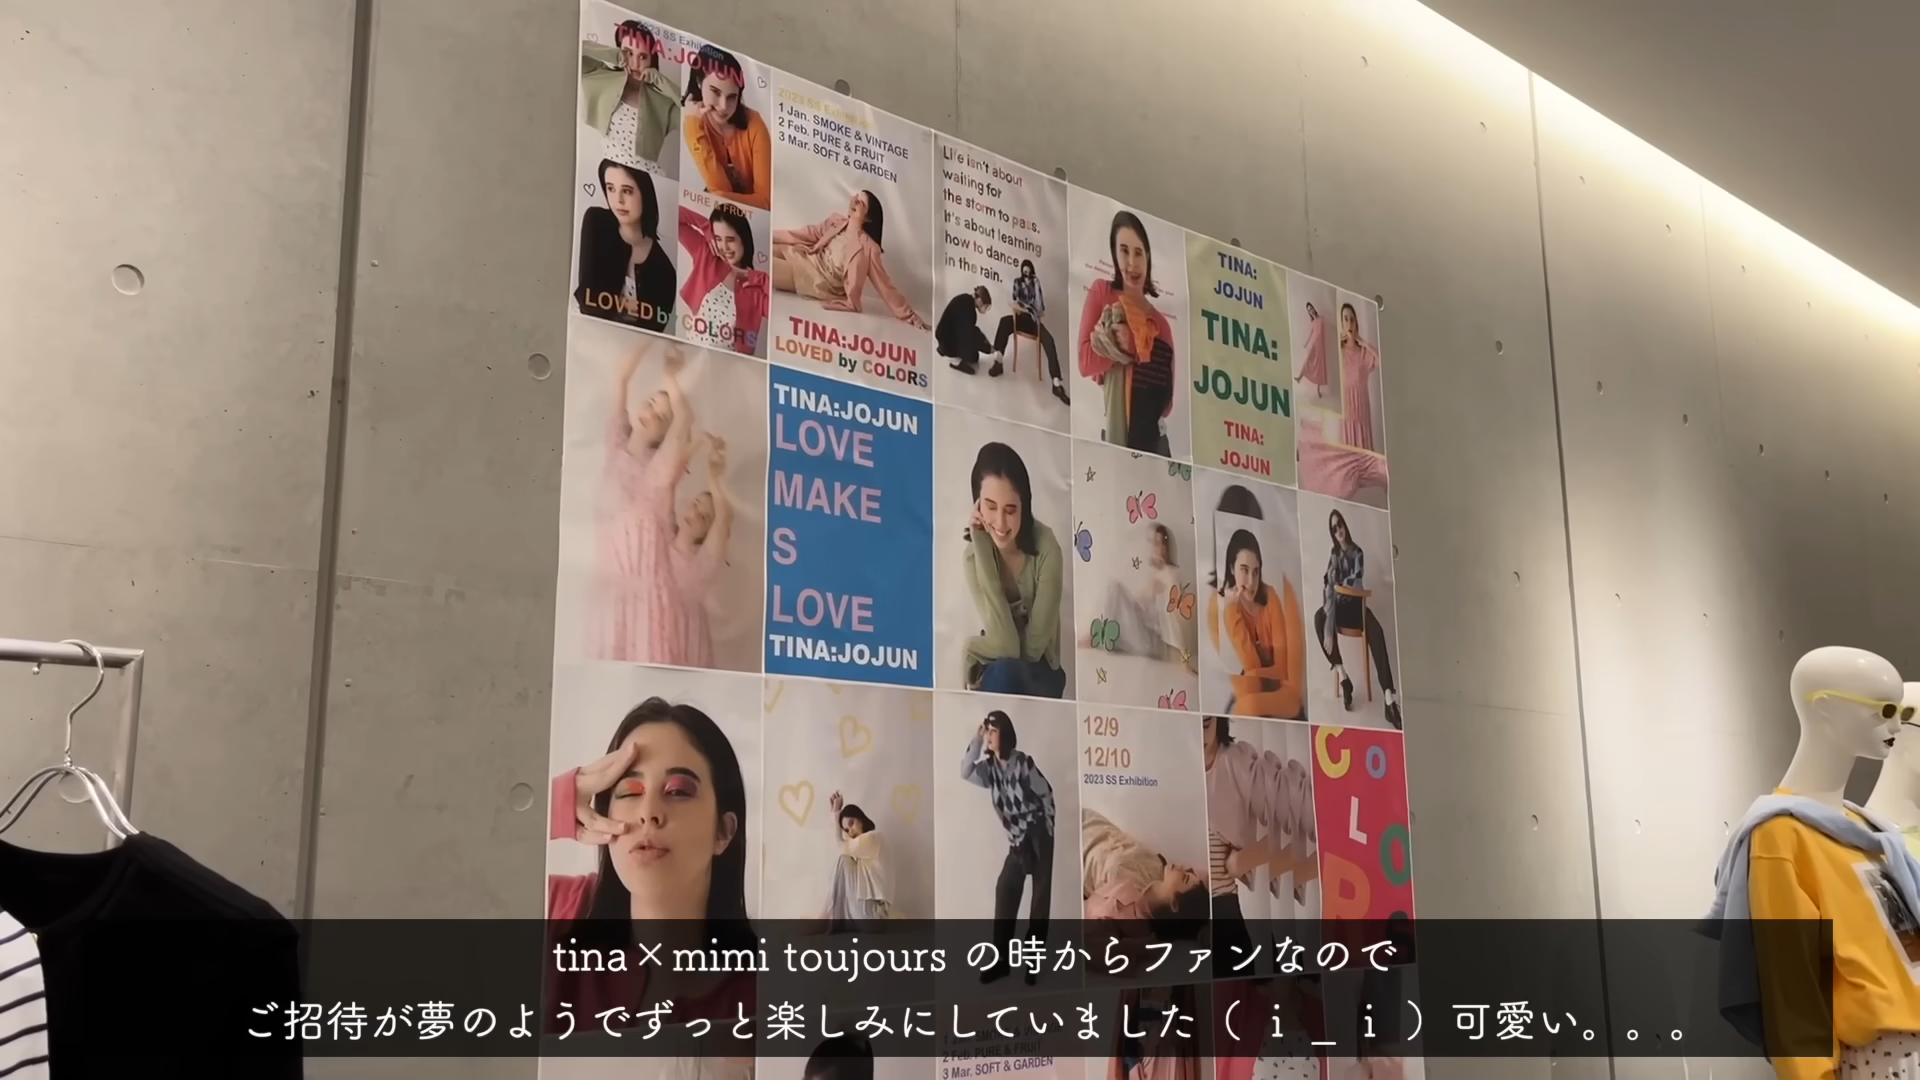 2023 SS Exhibition
TINA:JOJUN
PURE & FRUIT
LOVED by COLORS
2023 SS Exhibition
1 Jan. SMOKE & VINTAGE
2 Feb. PURE & FRUIT
3 Mar. SOFT & GARDEN
TINA:JOJUN
LOVED by COLORS
Life isn't about
waiting for
the storm to pass.
It's about learning
how to dance
in the rain.
TINA:
JOJUN
TINA:
JOJUN
TINA:
JOJUN
TINA:JOJUN
LOVE
MAKE
S
LOVE
TINA:JOJUN
12/9
12/10
2023 SS Exhibition
C O
L
O
R
S
tina×mimi toujours の時からファンなので
ご招待が夢のようでずっと楽しみにしていました（ｉ_ｉ）可愛い。。。
2 Feb. PURE & FRUIT
3 Mar. SOFT & GARDEN